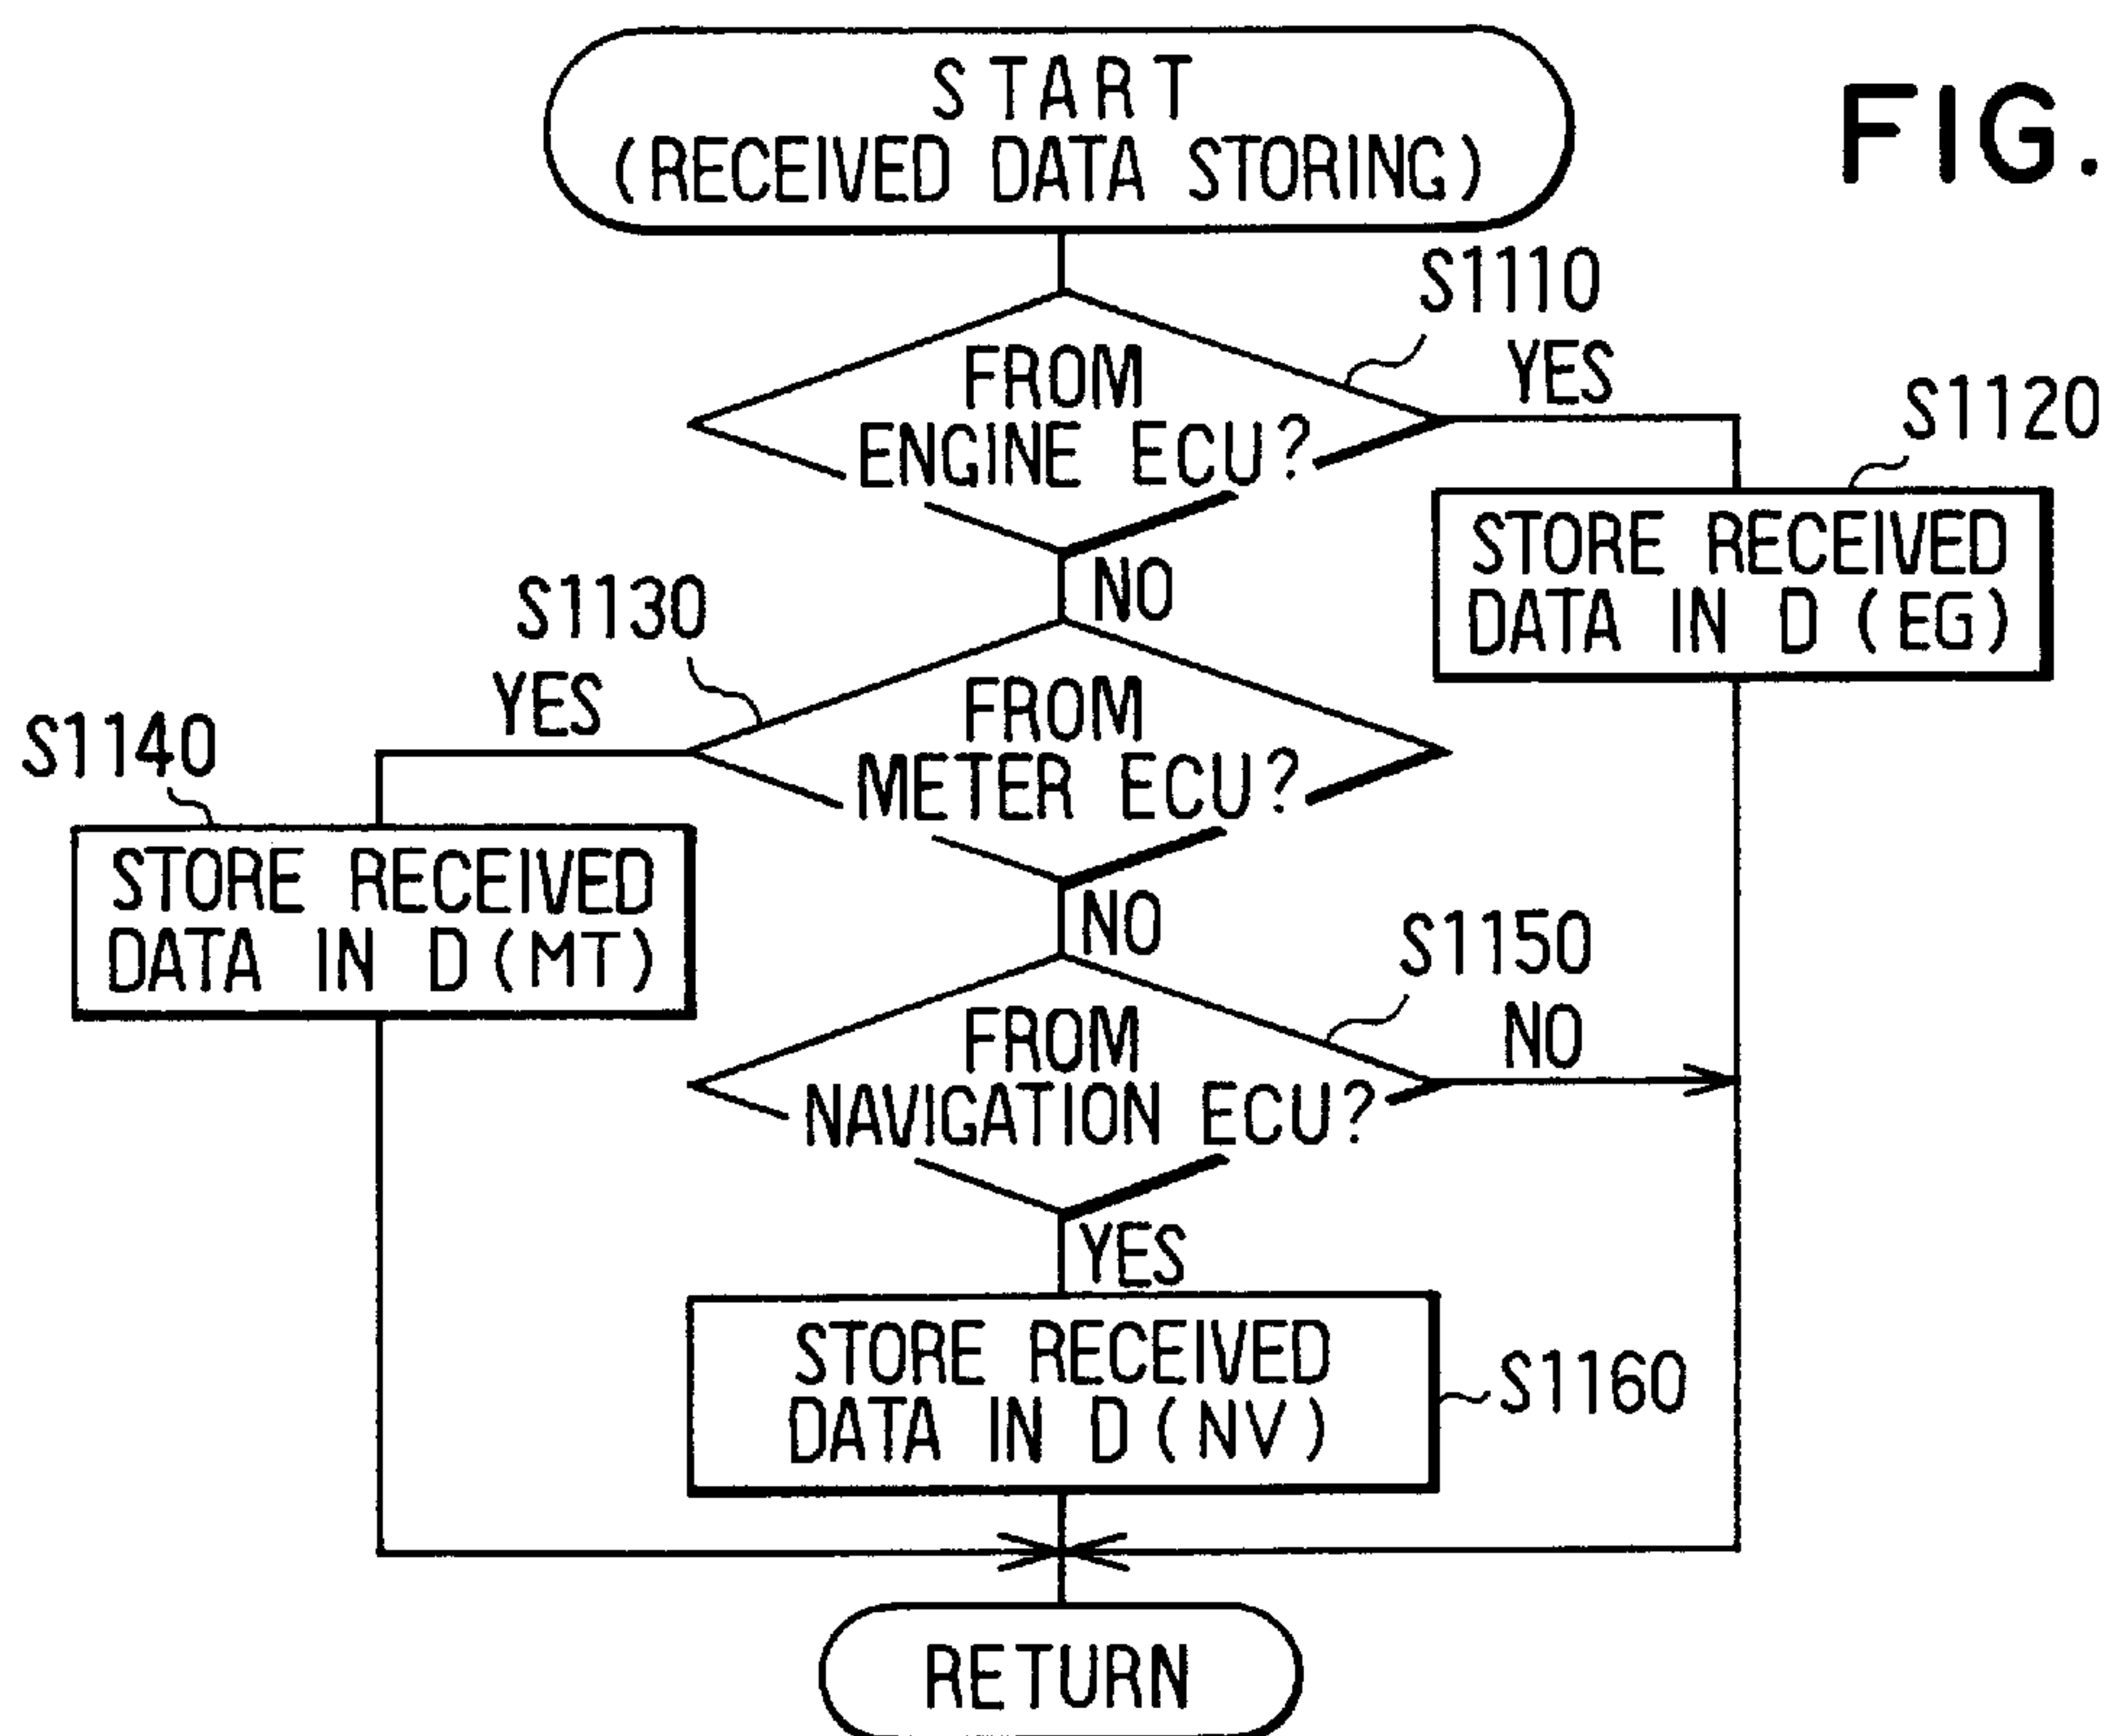 START
(RECEIVED DATA STORING)
FIG.
S1110
FROM
ENGINE ECU?
YES
S1120
STORE RECEIVED
DATA IN D (EG)
NO
S1130
YES
FROM
METER ECU?
S1140
STORE RECEIVED
DATA IN D (MT)
NO
S1150
FROM
NAVIGATION ECU?
NO
YES
STORE RECEIVED
DATA IN D (NV)
S1160
RETURN